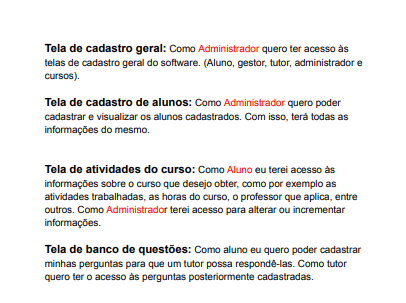 Tela de cadastro geral: Como Administrador quero ter acesso às
telas de cadastro geral do software. (Aluno, gestor, tutor, administrador e
cursos).
Tela de cadastro de alunos: Como Administrador quero poder
cadastrar e visualizar os alunos cadastrados. Com isso, terá todas as
informações do mesmo.
Tela de atividades do curso: Como Aluno eu terei acesso às
informações sobre o curso que desejo obter, como por exemplo as
atividades trabalhadas, as horas do curso, o professor que aplica, entre
outros. Como Administrador terei acesso para alterar ou incrementar
informações.
Tela de banco de questões: Como aluno eu quero poder cadastrar
minhas perguntas para que um tutor possa respondê-las. Como tutor
quero ter o acesso às perguntas posteriormente cadastradas.